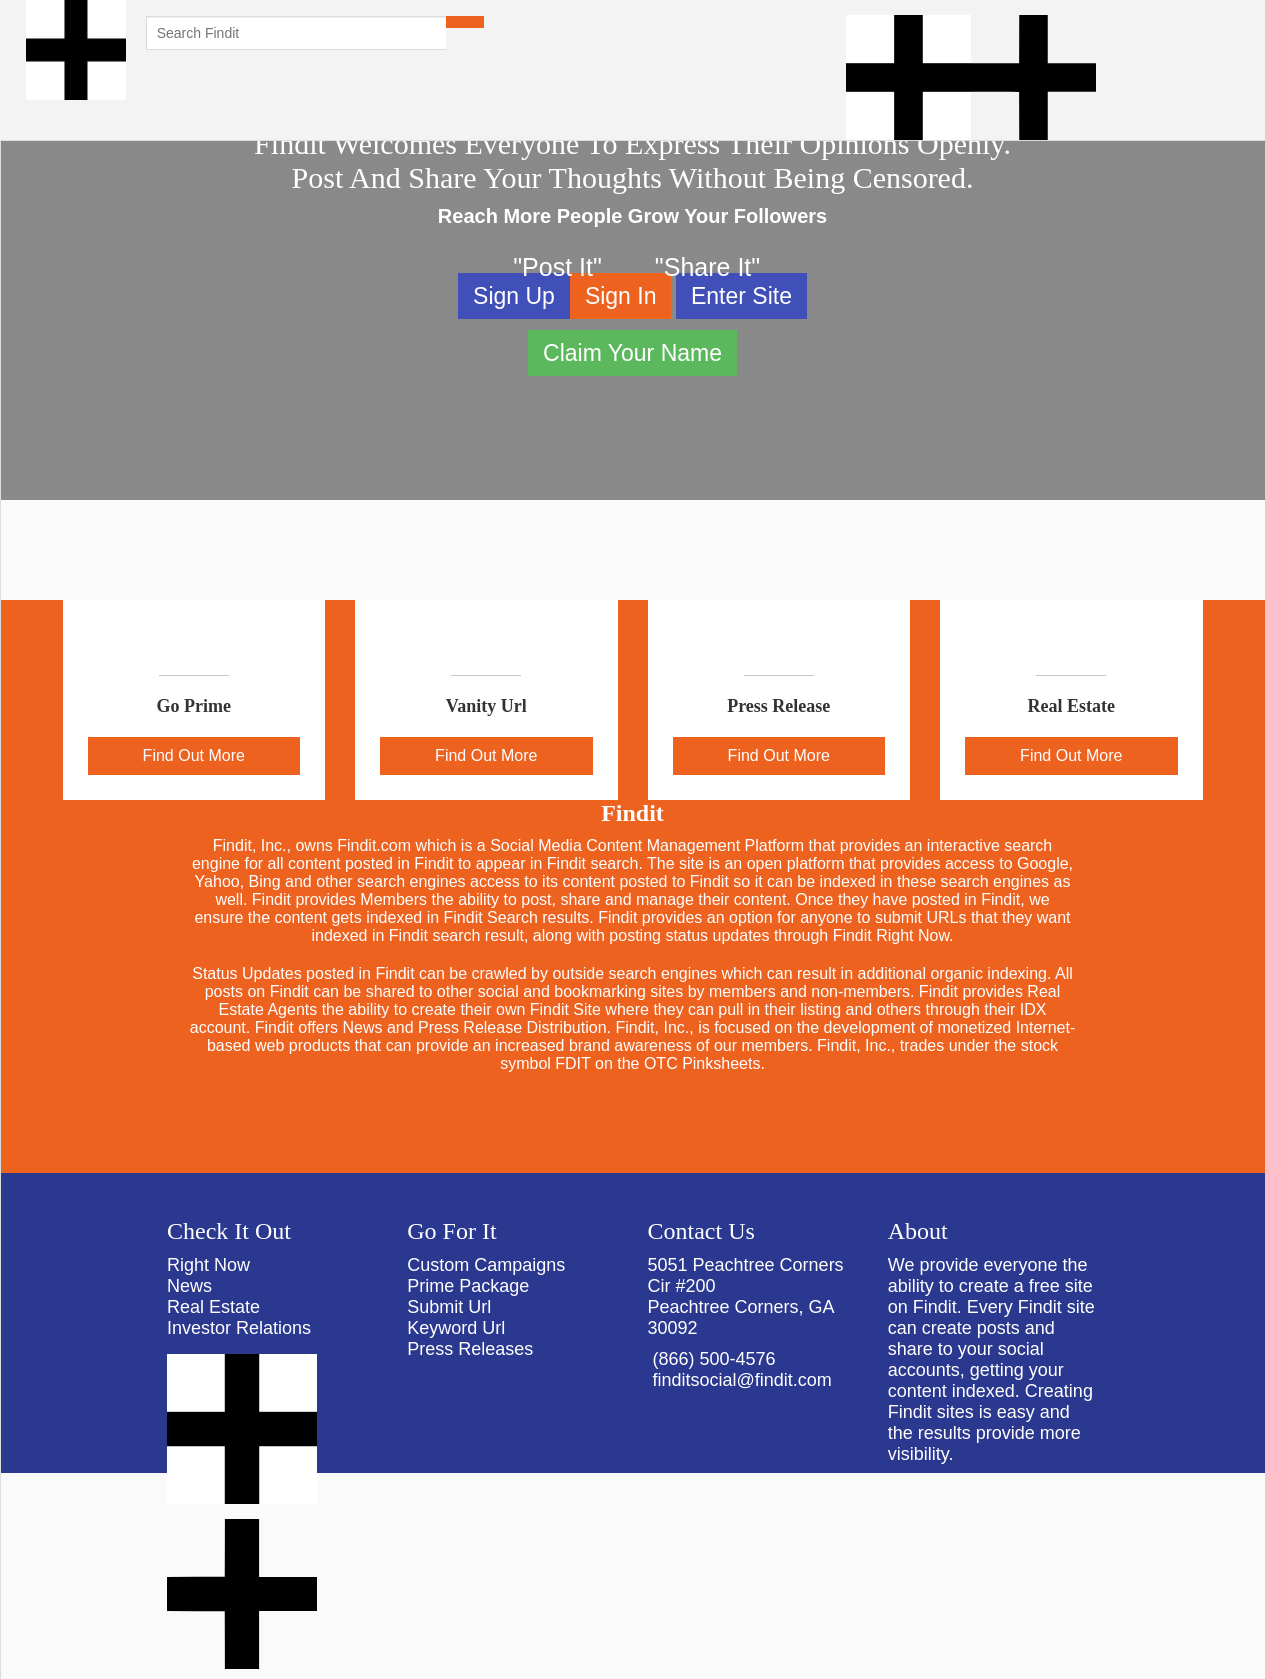 Search Findit
Findit Welcomes Everyone To Express Their Opinions Openly.
Post And Share Your Thoughts Without Being Censored.
Reach More People Grow Your Followers
"Post It" "Share It"
Sign Up Sign In Enter Site
Claim Your Name
Go Prime
Find Out More
Vanity Url
Find Out More
Press Release
Find Out More
Real Estate
Find Out More
Findit
Findit, Inc., owns Findit.com which is a Social Media Content Management Platform that provides an interactive search
engine for all content posted in Findit to appear in Findit search. The site is an open platform that provides access to Google,
Yahoo, Bing and other search engines access to its content posted to Findit so it can be indexed in these search engines as
well. Findit provides Members the ability to post, share and manage their content. Once they have posted in Findit, we
ensure the content gets indexed in Findit Search results. Findit provides an option for anyone to submit URLs that they want
indexed in Findit search result, along with posting status updates through Findit Right Now.
Status Updates posted in Findit can be crawled by outside search engines which can result in additional organic indexing. All
posts on Findit can be shared to other social and bookmarking sites by members and non-members. Findit provides Real
Estate Agents the ability to create their own Findit Site where they can pull in their listing and others through their IDX
account. Findit offers News and Press Release Distribution. Findit, Inc., is focused on the development of monetized Internet-
based web products that can provide an increased brand awareness of our members. Findit, Inc., trades under the stock
symbol FDIT on the OTC Pinksheets.
Check It Out
Right Now
News
Real Estate
Investor Relations
Go For It
Custom Campaigns
Prime Package
Submit Url
Keyword Url
Press Releases
Contact Us
5051 Peachtree Corners
Cir #200
Peachtree Corners, GA
30092
(866) 500-4576
finditsocial@findit.com
About
We provide everyone the
ability to create a free site
on Findit. Every Findit site
can create posts and
share to your social
accounts, getting your
content indexed. Creating
Findit sites is easy and
the results provide more
visibility.